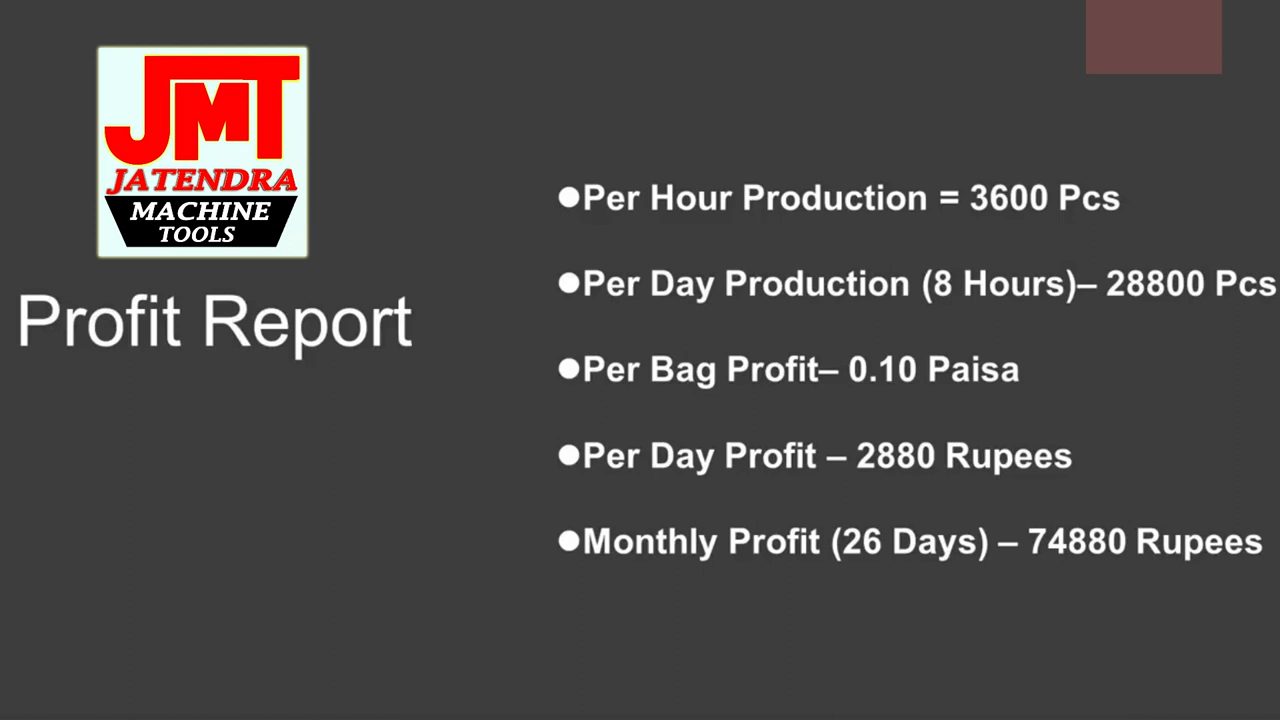 JMT
JATENDRA
MACHINE
TOOLS
Profit Report
●Per Hour Production = 3600 Pcs
●Per Day Production (8 Hours)– 28800 Pcs
●Per Bag Profit– 0.10 Paisa
●Per Day Profit – 2880 Rupees
●Monthly Profit (26 Days) – 74880 Rupees